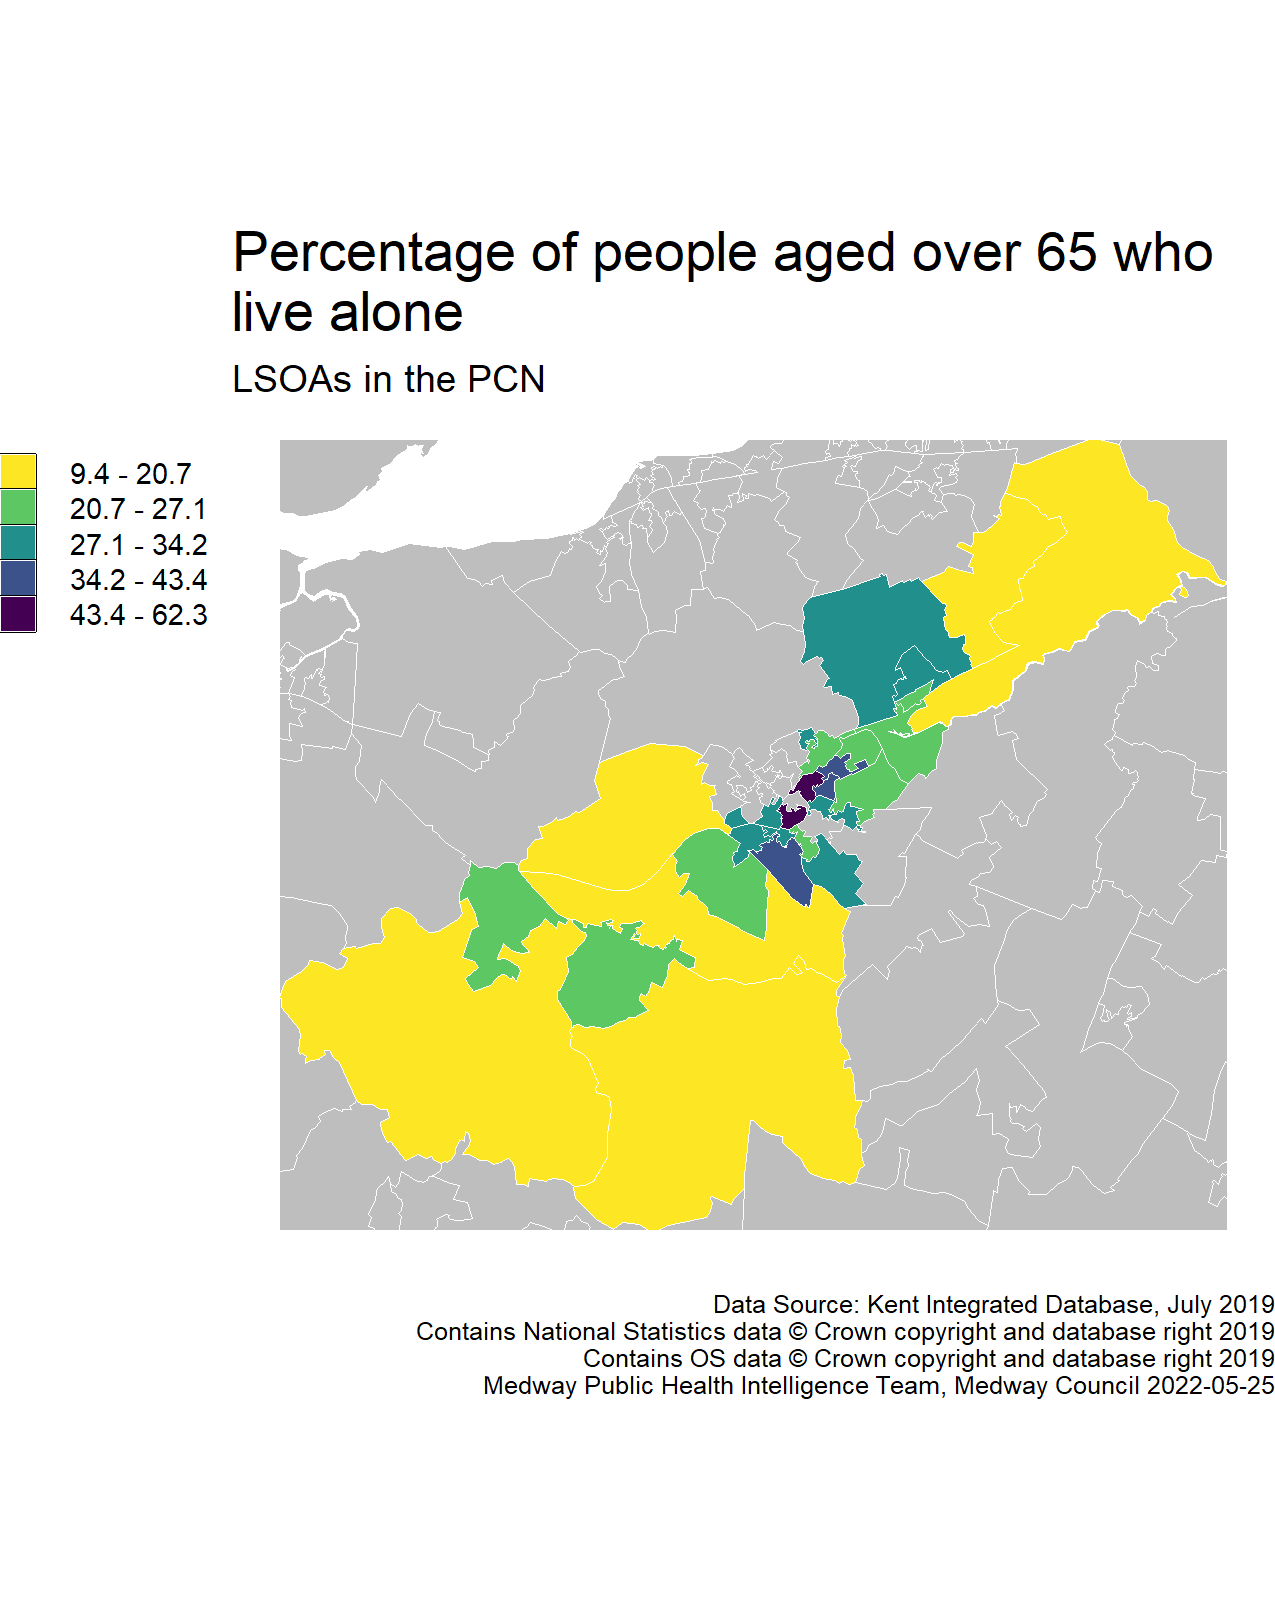 Percentage of people aged over 65 who
live alone
LSOAs in the PCN
9.4 - 20.7
20.7 - 27.1
27.1 - 34.2
34.2 - 43.4
43.4 - 62.3
Data Source: Kent Integrated Database, July 2019
Contains National Statistics data © Crown copyright and database right 2019
Contains OS data © Crown copyright and database right 2019
Medway Public Health Intelligence Team, Medway Council 2022-05-25